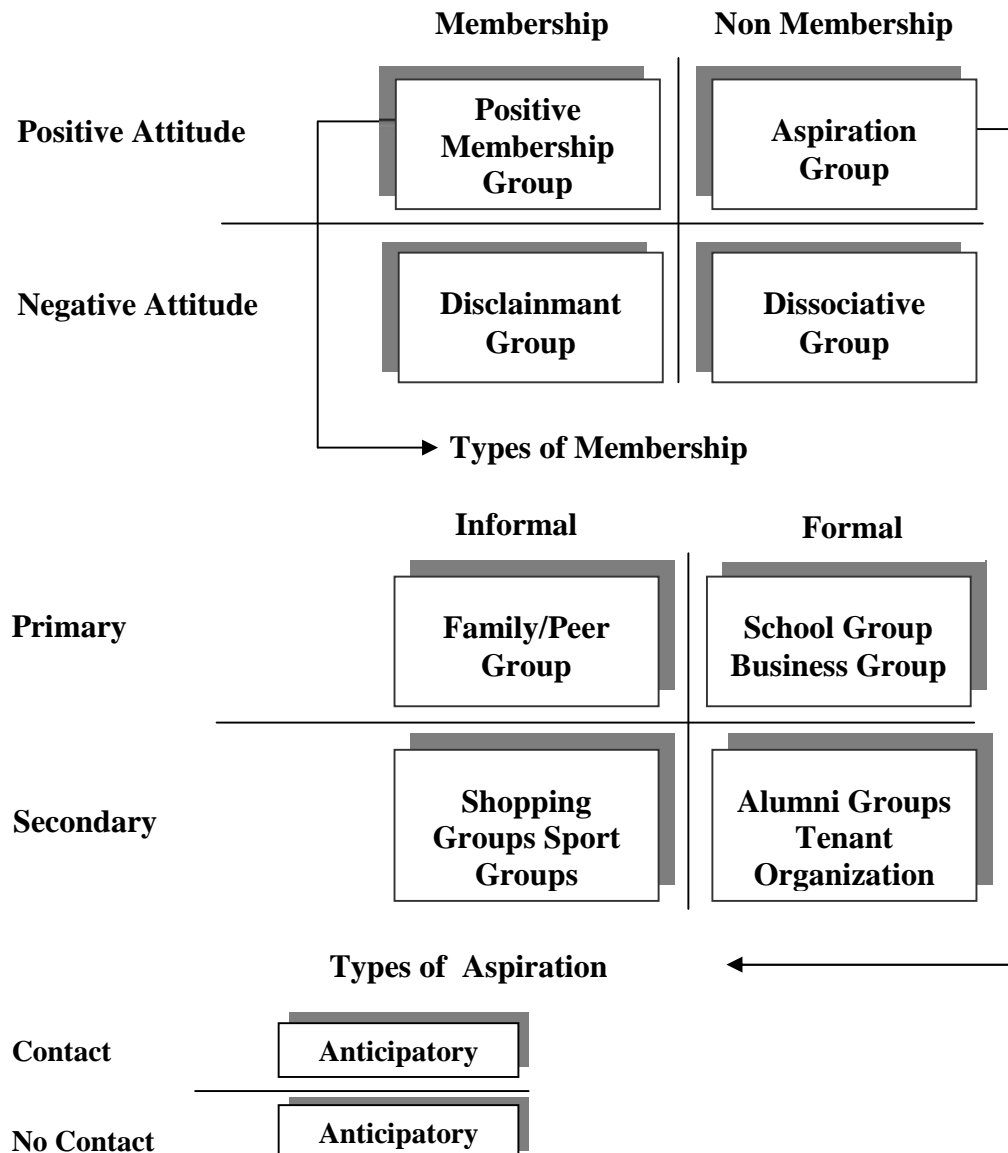 Membership
Non Membership
Positive Attitude
Positive
Membership
Group
Aspiration
Group
Negative Attitude
Disclainmant
Group
Dissociative
Group
Types of Membership
Informal
Formal
Primary
Family/Peer
Group
School Group
Business Group
Secondary
Shopping
Groups Sport
Groups
Alumni Groups
Tenant
Organization
Types of Aspiration
Contact
Anticipatory
No Contact
Anticipatory